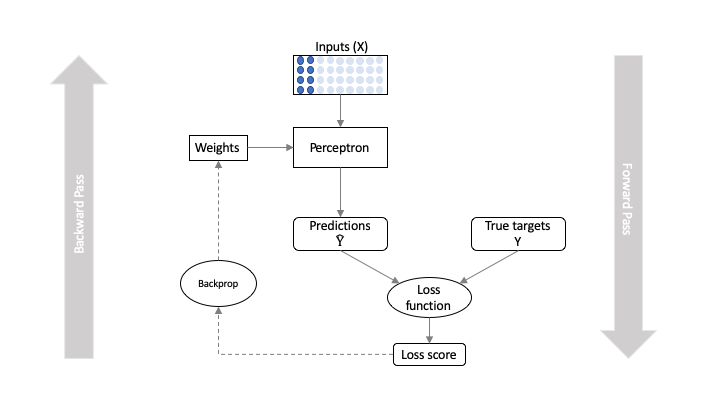 Inputs (X)
Weights
Perceptron
Predictions
Ŷ
True targets
Y
Backprop
Loss
function
Loss score
Backward Pass
Forward Pass